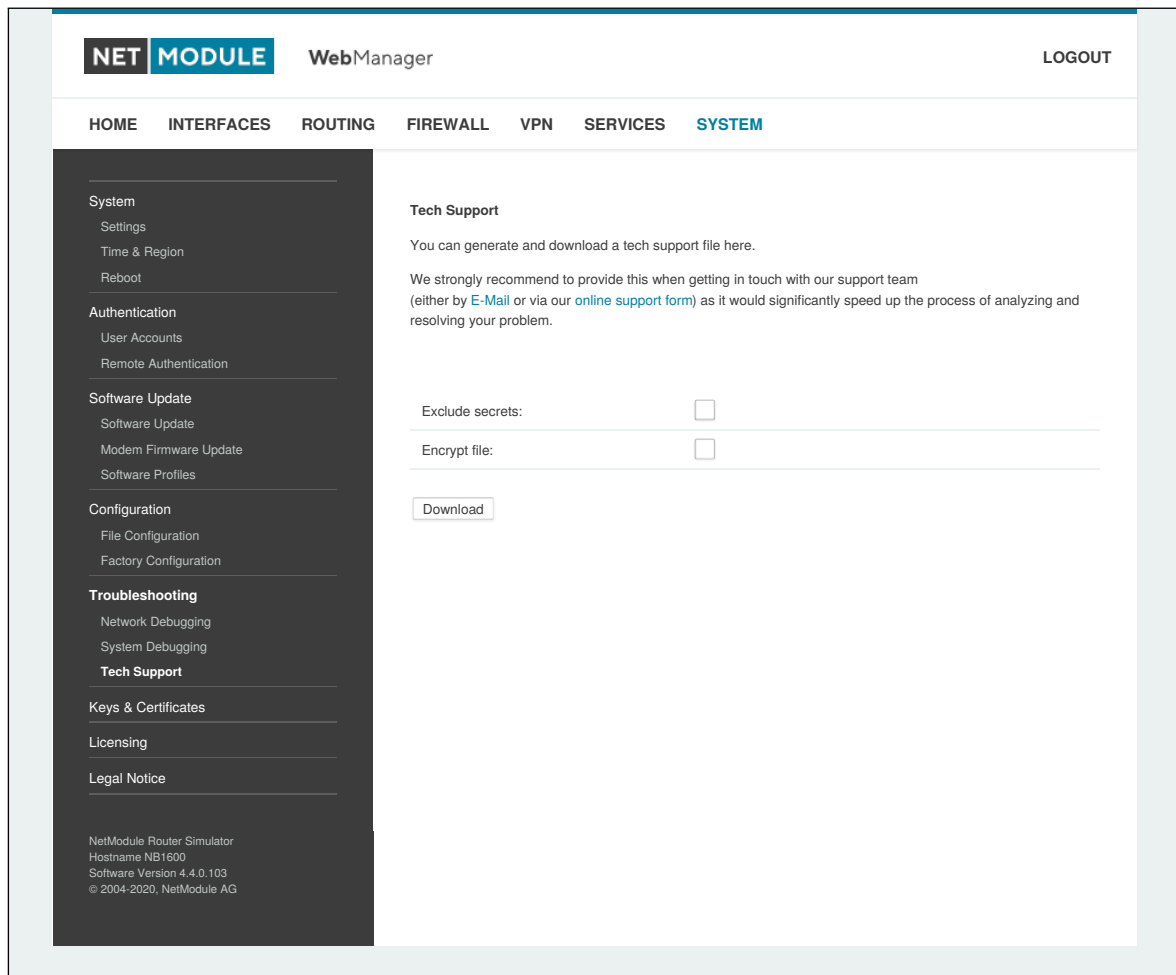 NET MODULE WebManager LOGOUT
HOME INTERFACES ROUTING FIREWALL VPN SERVICES SYSTEM
System
Settings
Time & Region
Reboot
Authentication
User Accounts
Remote Authentication
Software Update
Software Update
Modem Firmware Update
Software Profiles
Configuration
File Configuration
Factory Configuration
Troubleshooting
Network Debugging
System Debugging
Tech Support
Keys & Certificates
Licensing
Legal Notice
NetModule Router Simulator
Hostname NB1600
Software Version 4.4.0.103
© 2004-2020, NetModule AG
Tech Support
You can generate and download a tech support file here.
We strongly recommend to provide this when getting in touch with our support team
(either by E-Mail or via our online support form) as it would significantly speed up the process of analyzing and
resolving your problem.
Exclude secrets:
Encrypt file:
Download